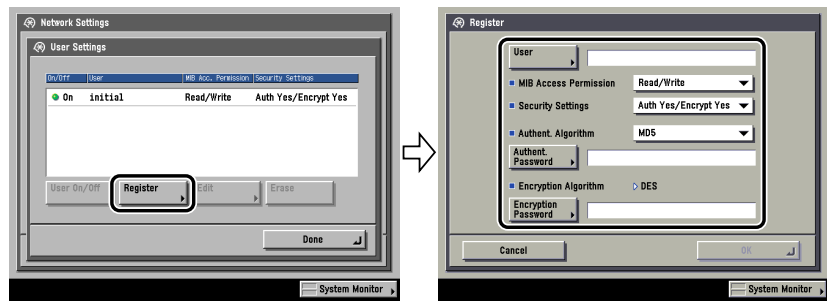 Network Settings
User Settings
On/Off User MIB Acc. Permission Security Settings
On initial Read/Write Auth Yes/Encrypt Yes
User On/Off Register Edit Erase
Done
System Monitor
Register
User
MIB Access Permission Read/Write
Security Settings Auth Yes/Encrypt Yes
Authent. Algorithm MD5
Authent.
Password
Encryption Algorithm DES
Encryption
Password
Cancel OK
System Monitor